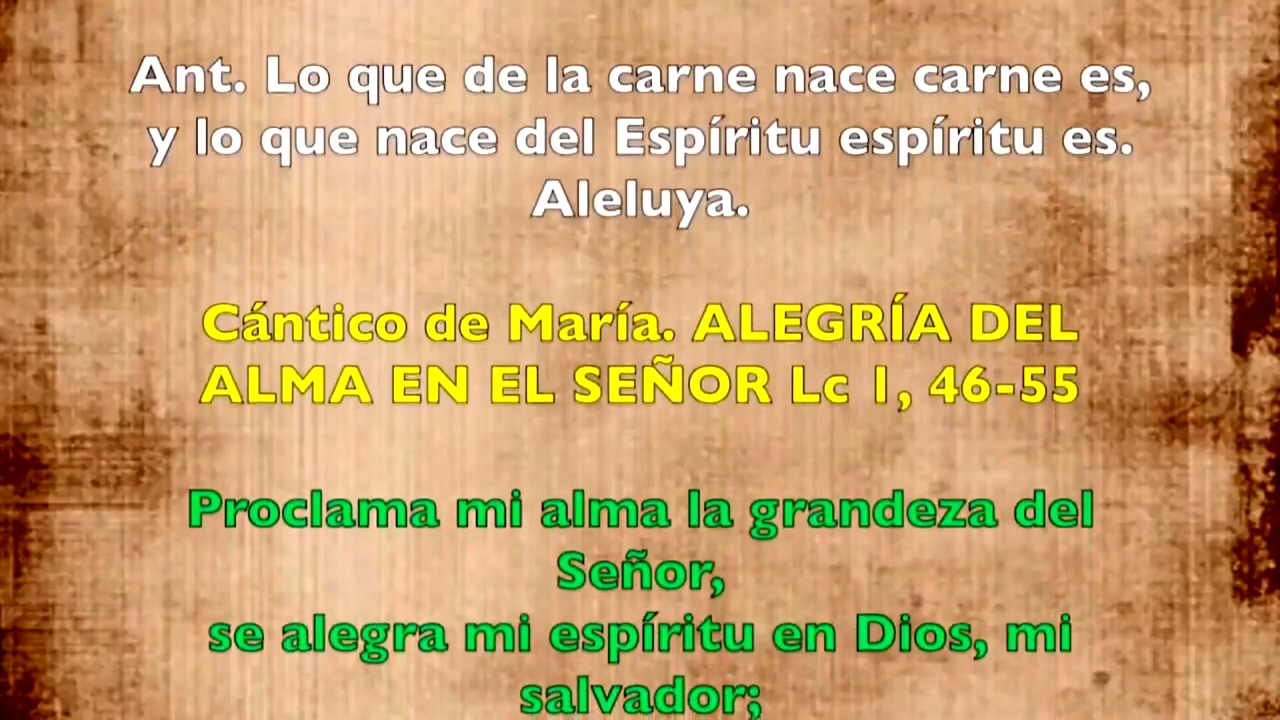 Ant. Lo que de la carne nace carne es,
y lo que nace del Espíritu espíritu es.
Aleluya.
Cántico de María. ALEGRÍA DEL
ALMA EN EL SEÑOR Lc 1, 46-55
Proclama mi alma la grandeza del
Señor,
se alegra mi espíritu en Dios, mi
salvador;